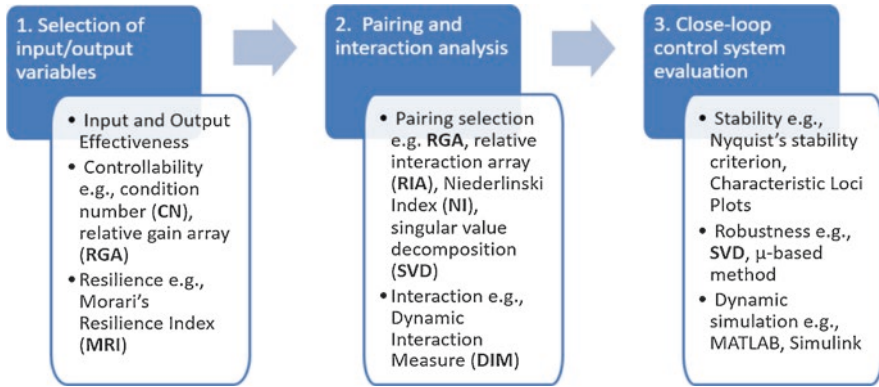 1. Selection of
input/output
variables
• Input and Output
Effectiveness
• Controllability
e.g., condition
number (CN),
relative gain array
(RGA)
• Resilience e.g.,
Morari's
Resilience Index
(MRI)
2. Pairing and
interaction analysis
• Pairing selection
e.g. RGA, relative
interaction array
(RIA), Niederlinski
Index (NI),
singular value
decomposition
(SVD)
• Interaction e.g.,
Dynamic
Interaction
Measure (DIM)
3. Close-loop
control system
evaluation
• Stability e.g.,
Nyquist's stability
criterion,
Characteristic Loci
Plots
• Robustness e.g.,
SVD, µ-based
method
• Dynamic
simulation e.g.,
MATLAB, Simulink